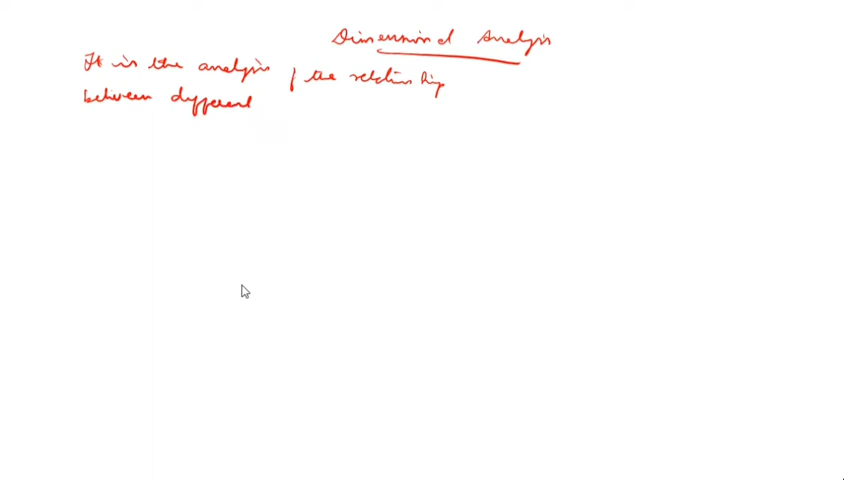 Dimensional Analysis
It is the analysis of the relationship
between different